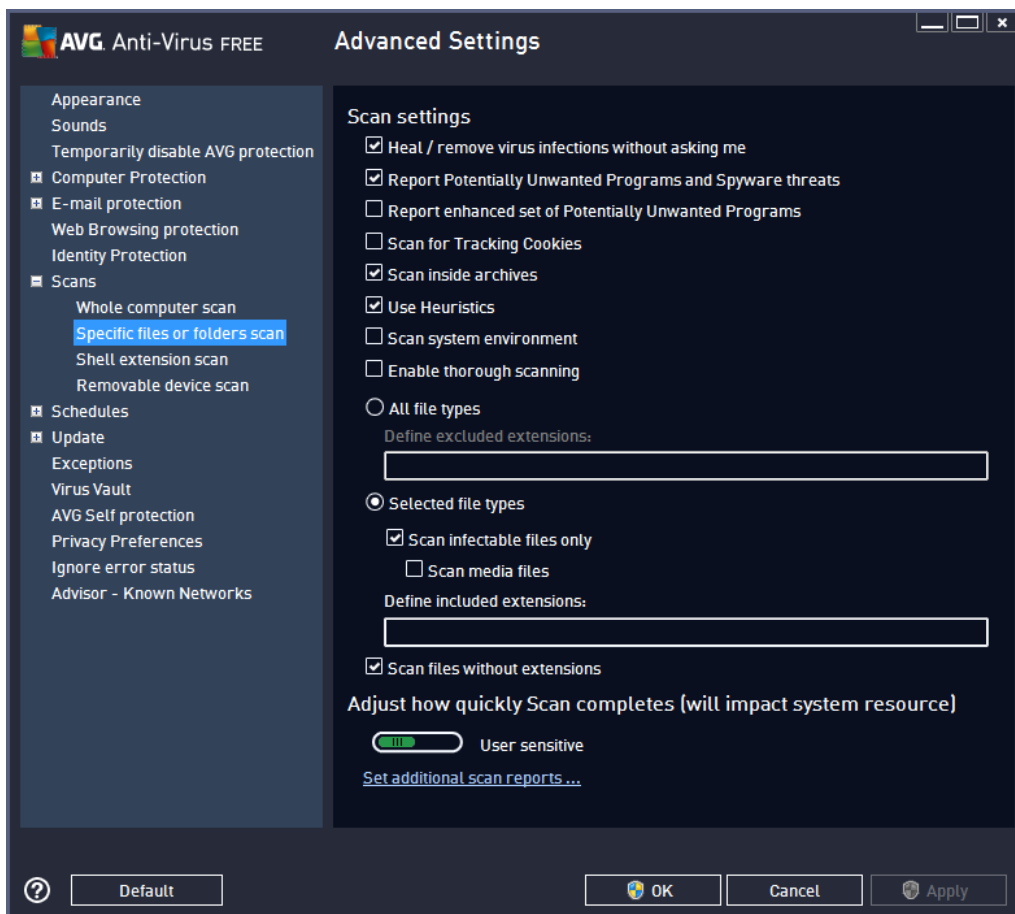 AVG. Anti-Virus FREE
Advanced Settings
Appearance
Sounds
Temporarily disable AVG protection
Computer Protection
E-mail protection
Web Browsing protection
Identity Protection
Scans
Whole computer scan
Specific files or folders scan
Shell extension scan
Removable device scan
Schedules
Update
Exceptions
Virus Vault
AVG Self protection
Privacy Preferences
Ignore error status
Advisor - Known Networks
Scan settings
Heal / remove virus infections without asking me
Report Potentially Unwanted Programs and Spyware threats
Report enhanced set of Potentially Unwanted Programs
Scan for Tracking Cookies
Scan inside archives
Use Heuristics
Scan system environment
Enable thorough scanning
All file types
Define excluded extensions:
Selected file types
Scan infectable files only
Scan media files
Define included extensions:
Scan files without extensions
Adjust how quickly Scan completes (will impact system resource)
User sensitive
Set additional scan reports ...
Default
OK
Cancel
Apply